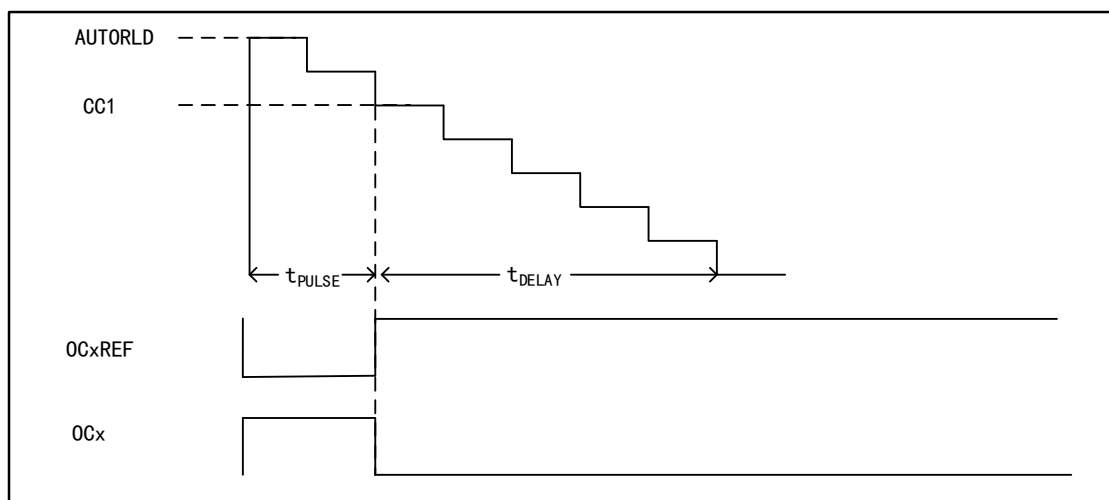 AUTORLD
CC1
tPULSE
tDELAY
OCxREF
OCx